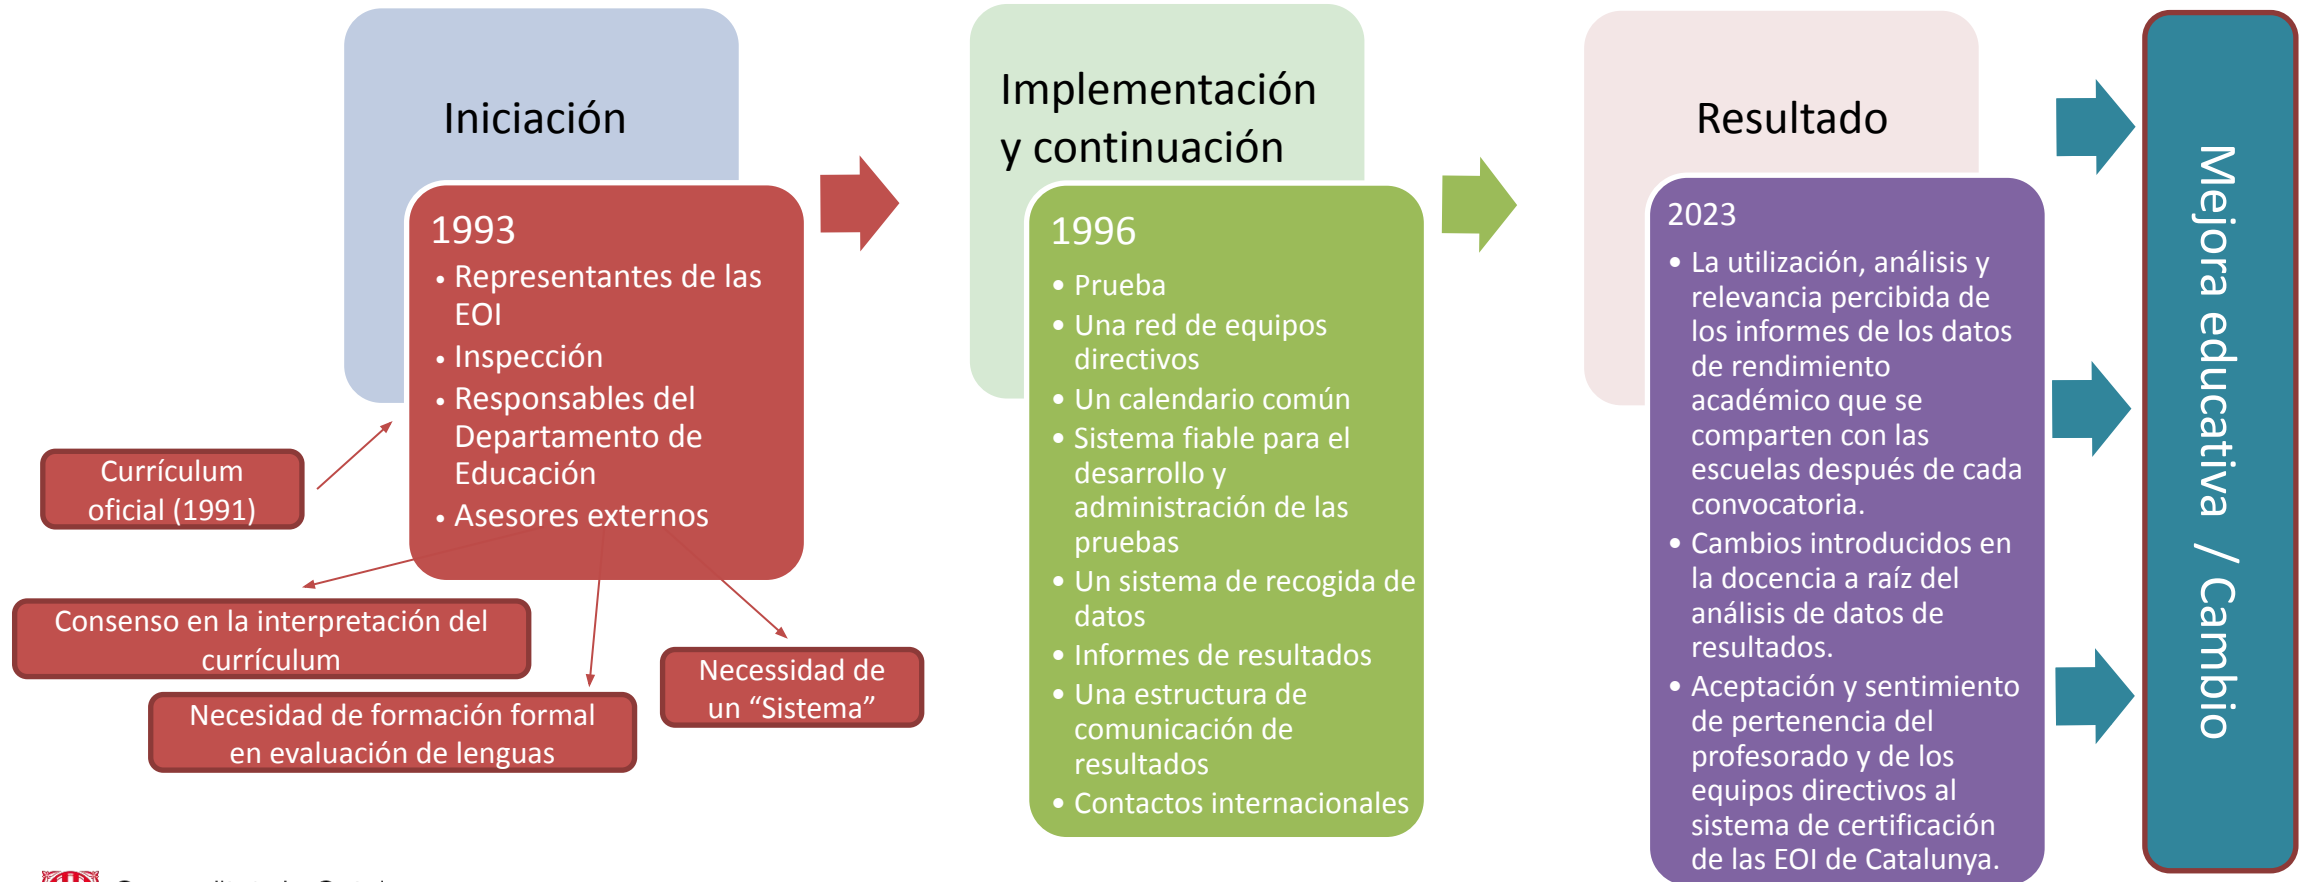 Iniciación
1993
• Representantes de las
EOI
• Inspección
• Responsables del
Departamento de
Educación
• Asesores externos
Currículum
oficial (1991)
Consenso en la interpretación del
currículum
Necesidad de formación formal
en evaluación de lenguas
Necessidad de
un “Sistema”
Implementación
y continuación
1996
• Prueba
• Una red de equipos
directivos
• Un calendario común
• Sistema fiable para el
desarrollo y
administración de las
pruebas
• Un sistema de recogida de
datos
• Informes de resultados
• Una estructura de
comunicación de
resultados
• Contactos internacionales
Resultado
2023
• La utilización, análisis y
relevancia percibida de
los informes de los datos
de rendimiento
académico que se
comparten con las
escuelas después de cada
convocatoria.
• Cambios introducidos en
la docencia a raíz del
análisis de datos de
resultados.
• Aceptación y sentimiento
de pertenencia del
profesorado y de los
equipos directivos al
sistema de certificación
de las EOI de Catalunya.
Mejora educativa / Cambio